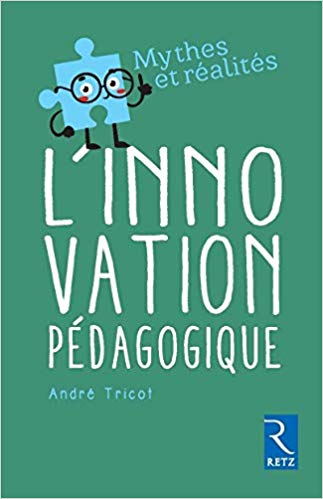 Mythes
et réalités
L'INNO
VATION
PÉDAGOGIQUE
André Tricot
RETZ